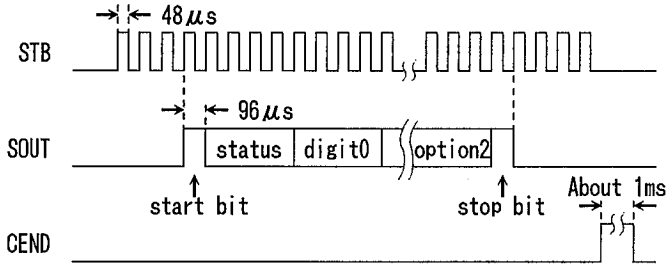 48μs
STB
96μs
SOUT status digit0 option2
start bit stop bit About 1ms
CEND